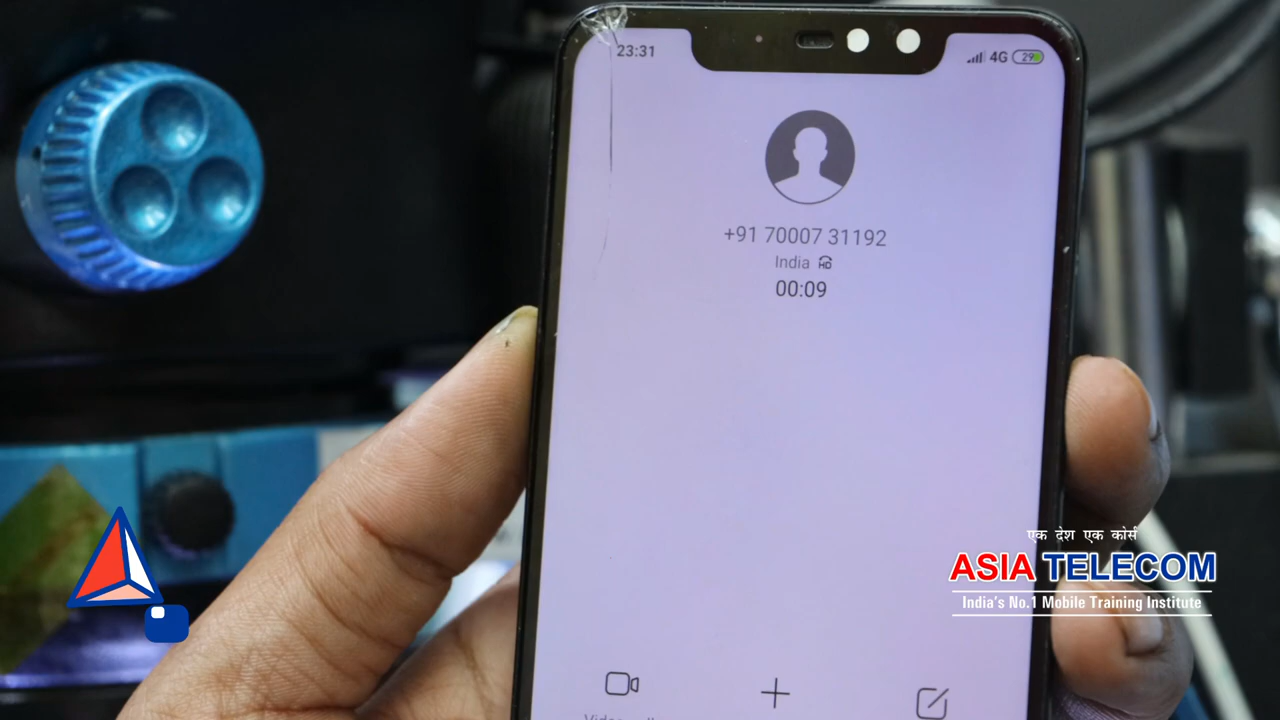 23:31
4G 29
+91 70007 31192
India HD
00:09
एक देश एक कोर्स
ASIA TELECOM
India's No.1 Mobile Training Institute